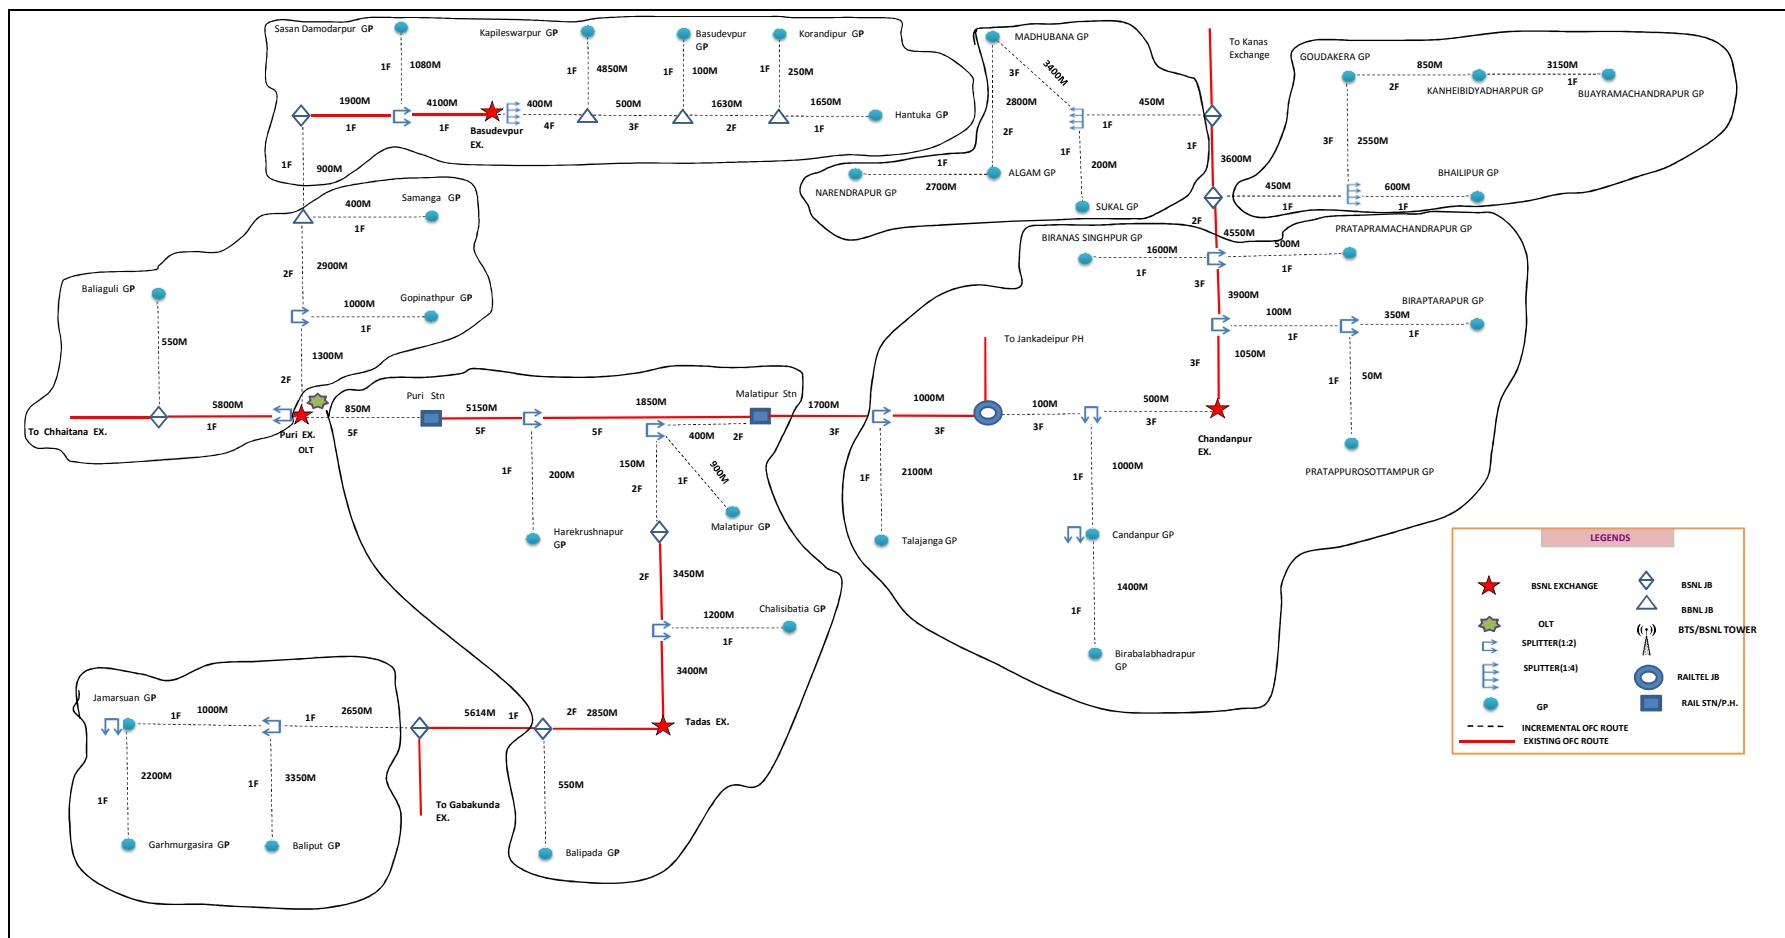 Sasan Damodarpur GP
1F
1080M
Kapileswarpur GP
1F
4850M
Basudevpur
GP
1F
100M
Korandipur GP
1F
250M
1900M
1F
4100M
1F
Basudevpur
EX.
400M
4F
500M
3F
1630M
2F
1650M
1F
Hantuka GP
1F
900M
MADHUBANA GP
3F
3400M
2800M
2F
450M
1F
1F
200M
1F
2700M
ALGAM GP
NARENDRAPUR GP
SUKAL GP
To Kanas
Exchange
1F
3600M
GOUDAKERA GP
850M
2F
3150M
1F
KANHEIBIDYADHARPUR GP
BIJAYRAMACHANDRAPUR GP
3F
2550M
450M
1F
600M
1F
BHAILIPUR GP
2F
4550M
Samanga GP
400M
1F
2F
2900M
Gopinathpur GP
1000M
1F
1300M
2F
Baliaguli GP
550M
5800M
1F
To Chhaitana EX.
Puri EX.
OLT
850M
5F
Puri Stn
5150M
5F
1850M
5F
Malatipur Stn
400M
2F
1700M
3F
1F
200M
Harekrushnapur
GP
150M
2F
1F
900M
Malatipur GP
2F
3450M
1200M
1F
Chalisibatia GP
3400M
Tadas EX.
2F
2850M
5614M
1F
550M
Balipada GP
To Gabakunda
EX.
2650M
1F
1000M
1F
Jamarsuan GP
2200M
1F
3350M
1F
Garhmurgasira GP
Baliput GP
BIRANAS SINGHPUR GP
1600M
1F
PRATAPRAMACHANDRAPUR GP
500M
1F
3F
3900M
100M
1F
BIRAPTARAPUR GP
350M
1F
1F
50M
PRATAPPUROSOTTAMPUR GP
3F
1050M
To Jankadeipur PH
1000M
3F
100M
3F
500M
3F
Chandanpur
EX.
1F
2100M
Talajanga GP
1F
1000M
Candanpur GP
1400M
1F
Birabalabhadrapur
GP
LEGENDS
BSNL EXCHANGE
BSNL JB
BBNL JB
OLT
BTS/BSNL TOWER
SPLITTER(1:2)
SPLITTER(1:4)
RAILTEL JB
GP
RAIL STN/P.H.
INCREMENTAL OFC ROUTE
EXISTING OFC ROUTE